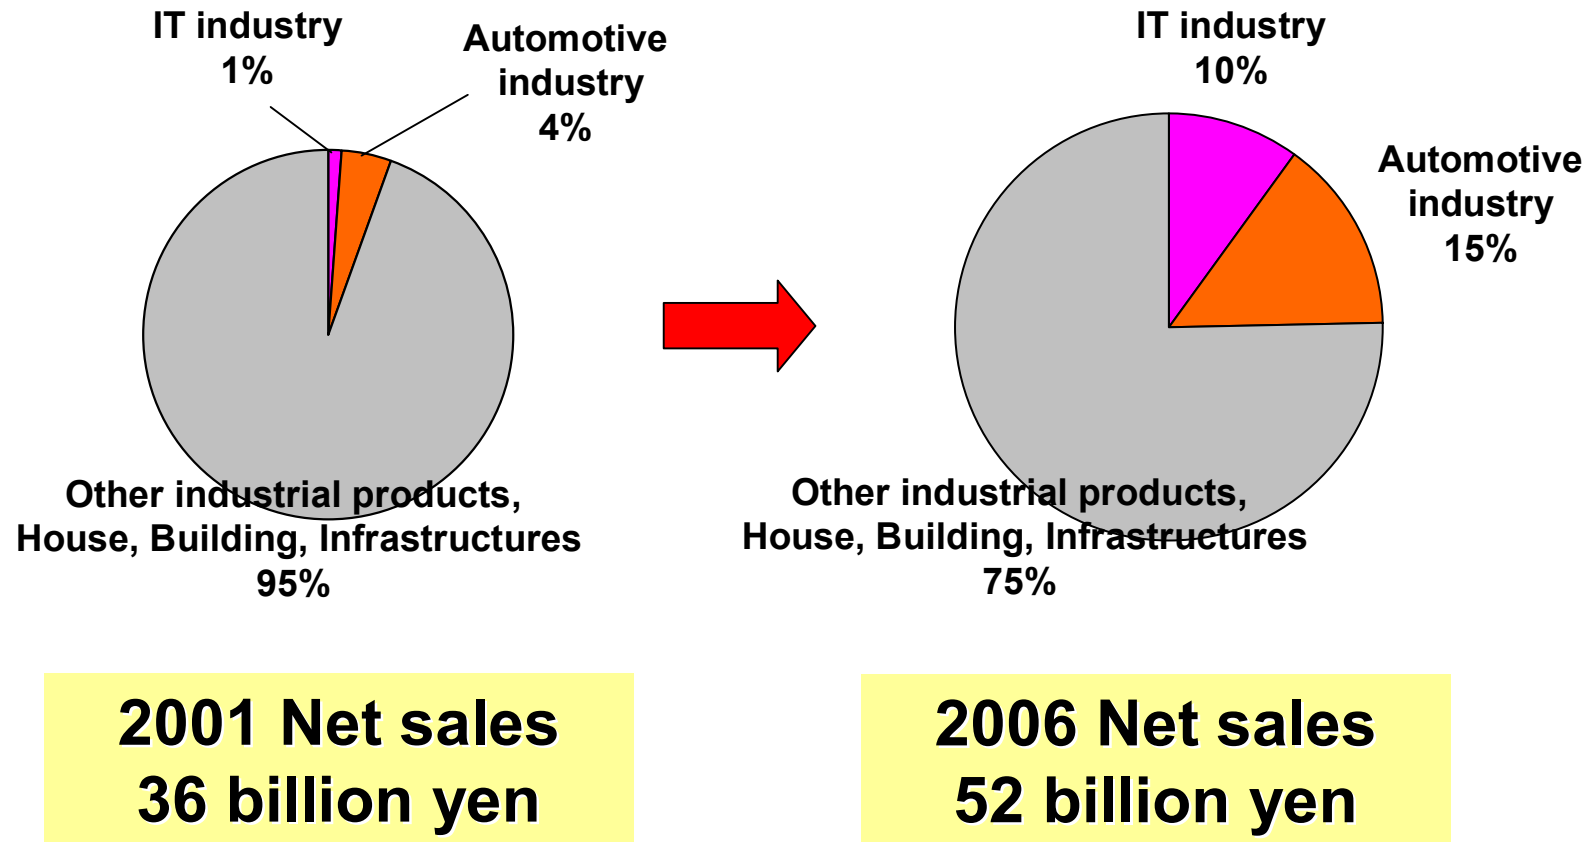 IT industry
1%
Automotive
industry
4%
Other industrial products,
House, Building, Infrastructures
95%
IT industry
10%
Automotive
industry
15%
Other industrial products,
House, Building, Infrastructures
75%
2001 Net sales
36 billion yen
2006 Net sales
52 billion yen